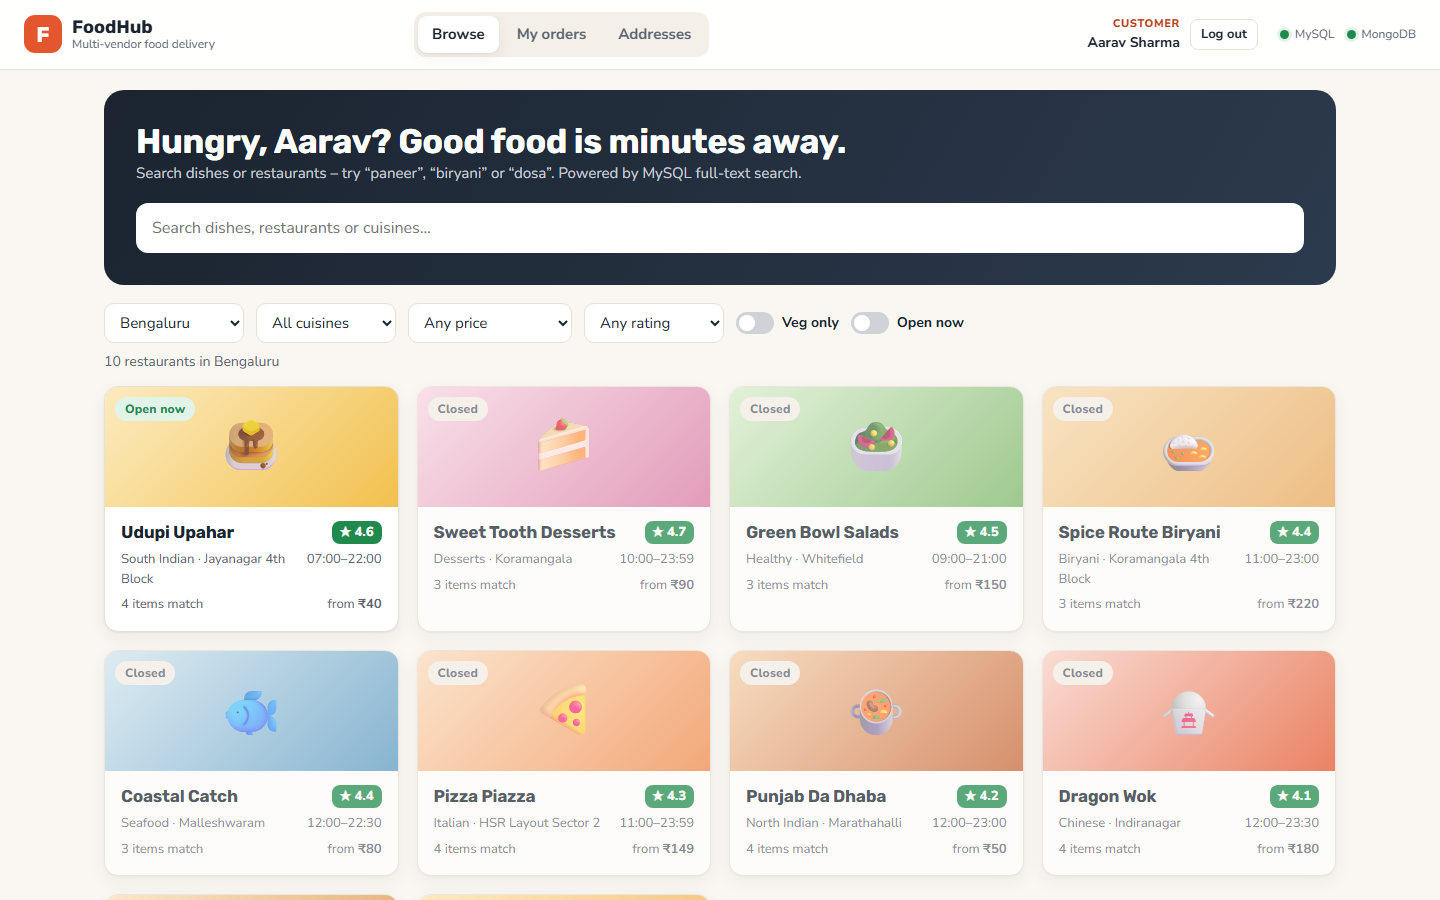 F
FoodHub
Multi-vendor food delivery
Browse
My orders
Addresses
CUSTOMER
Aarav Sharma
Log out
MySQL
MongoDB
Hungry, Aarav? Good food is minutes away.
Search dishes or restaurants – try “paneer”, “biryani” or “dosa”. Powered by MySQL full-text search.
Search dishes, restaurants or cuisines…
Bengaluru
All cuisines
Any price
Any rating
Veg only
Open now
10 restaurants in Bengaluru
Open now
Udupi Upahar
★ 4.6
South Indian · Jayanagar 4th
Block
07:00–22:00
4 items match
from ₹40
Closed
Sweet Tooth Desserts
★ 4.7
Desserts · Koramangala
10:00–23:59
3 items match
from ₹90
Closed
Green Bowl Salads
★ 4.5
Healthy · Whitefield
09:00–21:00
3 items match
from ₹150
Closed
Spice Route Biryani
★ 4.4
Biryani · Koramangala 4th
Block
11:00–23:00
3 items match
from ₹220
Closed
Coastal Catch
★ 4.4
Seafood · Malleshwaram
12:00–22:30
3 items match
from ₹80
Closed
Pizza Piazza
★ 4.3
Italian · HSR Layout Sector 2
11:00–23:59
4 items match
from ₹149
Closed
Punjab Da Dhaba
★ 4.2
North Indian · Marathahalli
12:00–23:00
4 items match
from ₹50
Closed
Dragon Wok
★ 4.1
Chinese · Indiranagar
12:00–23:30
4 items match
from ₹180